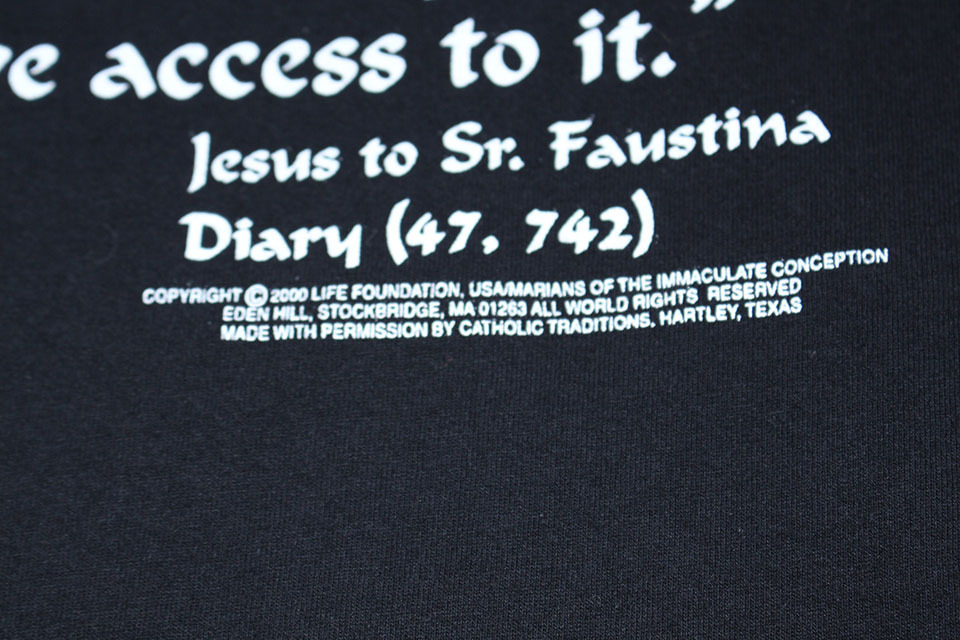 access to it."
Jesus to Sr. Faustina
Diary (47, 742)
COPYRIGHT © 2000 LIFE FOUNDATION, USA/MARIANS OF THE IMMACULATE CONCEPTION
EDEN HILL, STOCKBRIDGE, MA 01263 ALL WORLD RIGHTS RESERVED
MADE WITH PERMISSION BY CATHOLIC TRADITIONS. HARTLEY, TEXAS